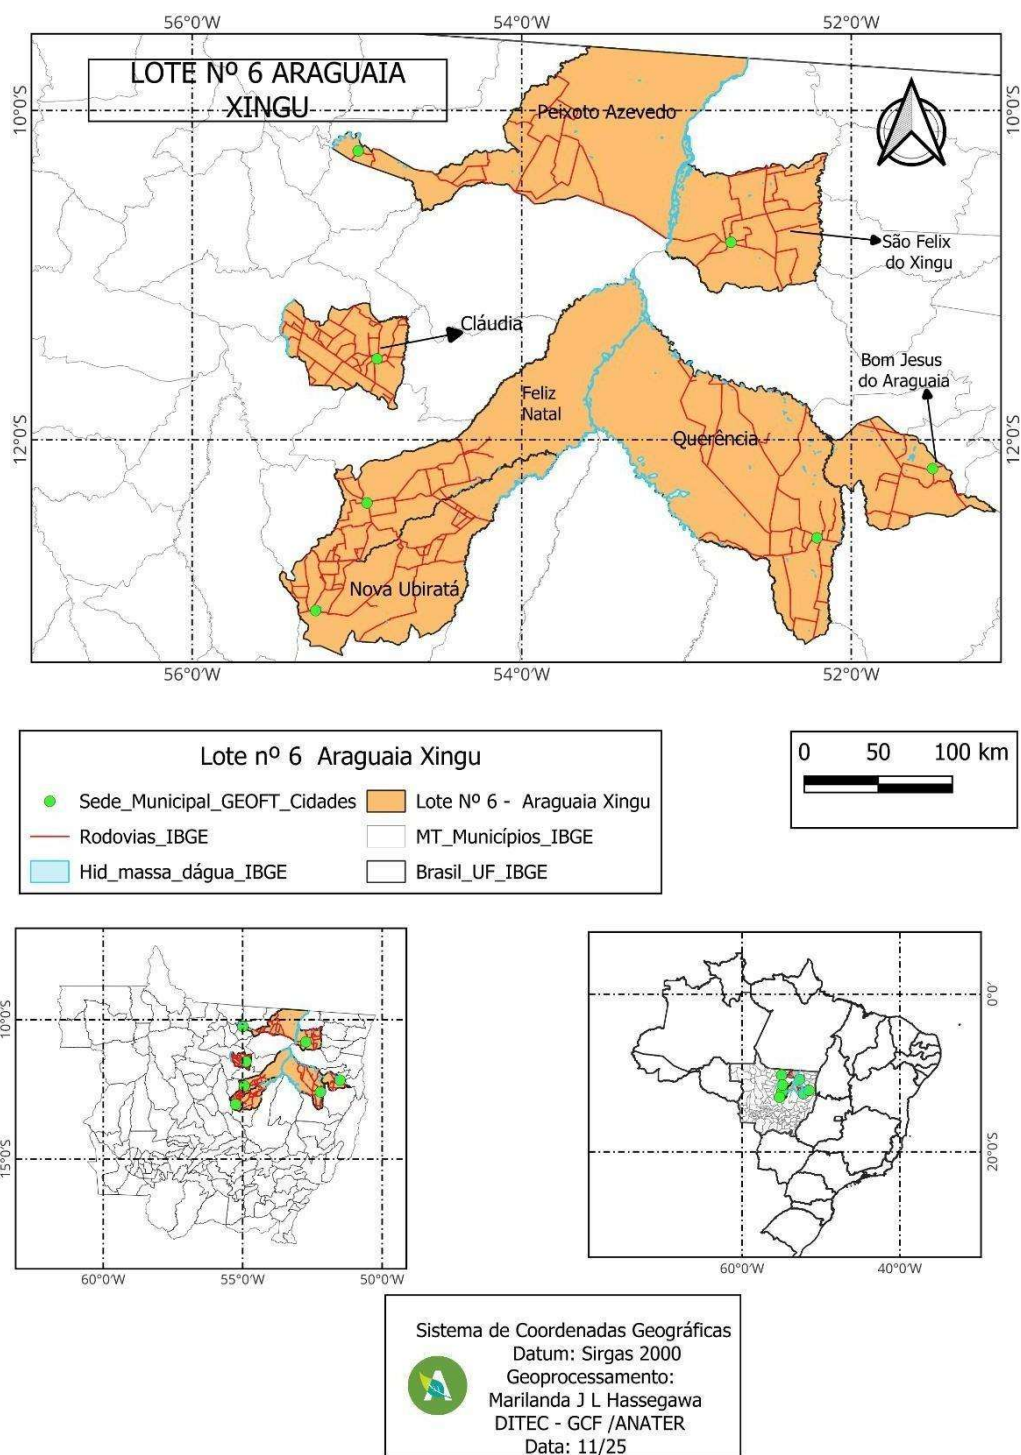 56°0'W 54°0'W 52°0'W
LOTE Nº 6 ARAGUAIA
XINGU
10°0'S
10°0'S
Peixoto Azevedo
São Felix
do Xingu
Cláudia
Bom Jesus
do Araguaia
Feliz
Natal
Querência
12°0'S
12°0'S
Nova Ubiratá
56°0'W 54°0'W 52°0'W
Lote nº 6 Araguaia Xingu
Sede_Municipal_GEOFT_Cidades
Lote Nº 6 - Araguaia Xingu
Rodovias_IBGE
MT_Municípios_IBGE
Hid_massa_dágua_IBGE
Brasil_UF_IBGE
0 50 100 km
10°0'S
15°0'S
60°0'W 55°0'W 50°0'W
0°0'
20°0'S
60°0'W 40°0'W
Sistema de Coordenadas Geográficas
Datum: Sirgas 2000
Geoprocessamento:
Marilanda J L Hassegawa
DITEC - GCF /ANATER
Data: 11/25